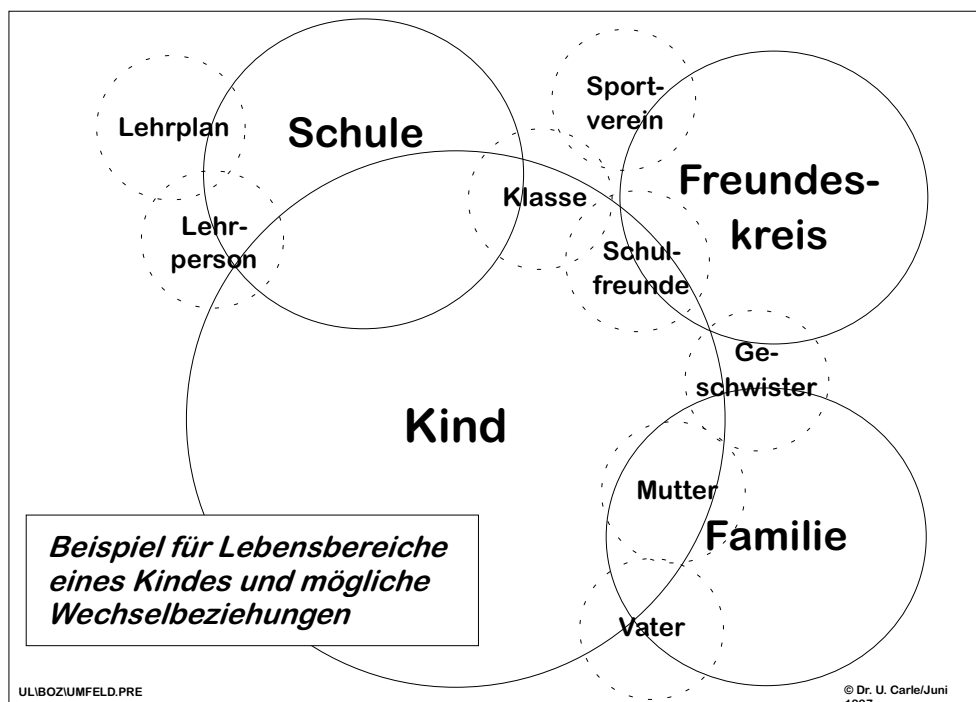 Lehrplan
Schule
Sport-
verein
Lehr-
person
Klasse
Freundes-
kreis
Schul-
freunde
Ge-
schwister
Kind
Mutter
Familie
Vater
Beispiel für Lebensbereiche
eines Kindes und mögliche
Wechselbeziehungen
UL\BOZ\UMFELD.PRE
© Dr. U. Carle/Juni